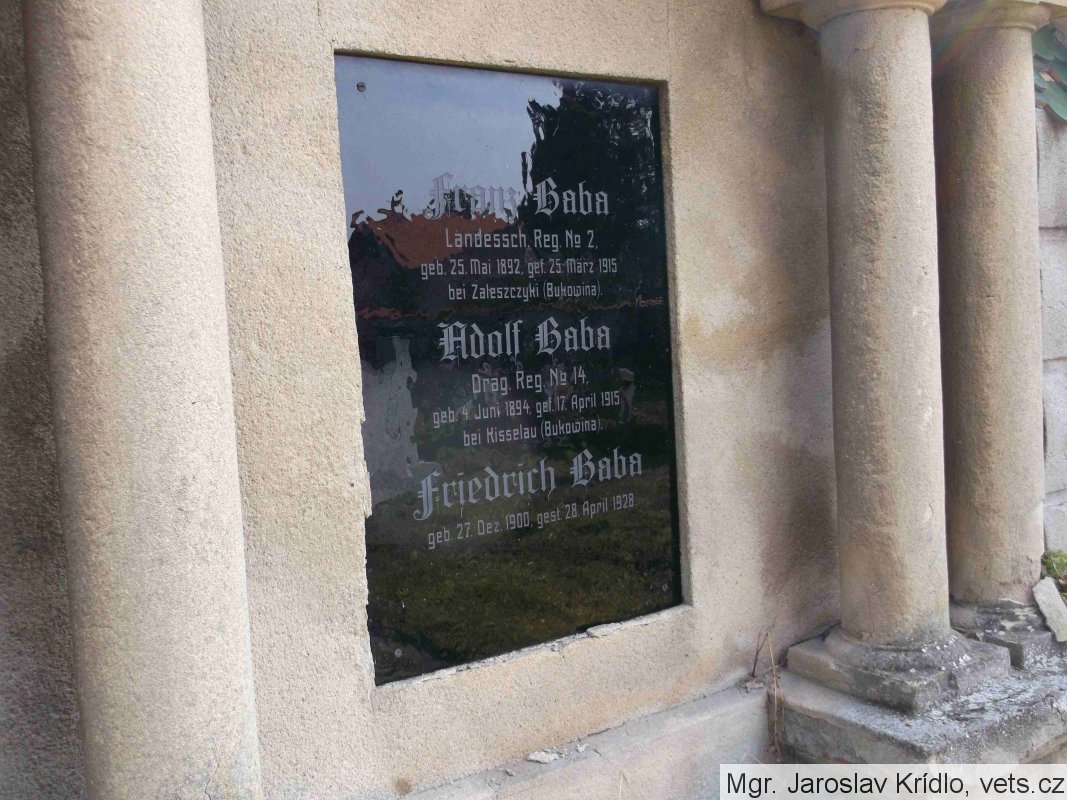 Franz Baba
Landessch. Reg. № 2,
geb. 25. Mai 1892, gef. 25. März 1915
bei Zaleszczyki (Bukowina).
Adolf Baba
Drag. Reg. № 14,
geb. 4. Juni 1894, gef. 17. April 1915
bei Kisselau (Bukowina).
Friedrich Baba
geb. 27. Dez. 1900, gest. 28. April 1928.
Mgr. Jaroslav Krídlo, vets.cz